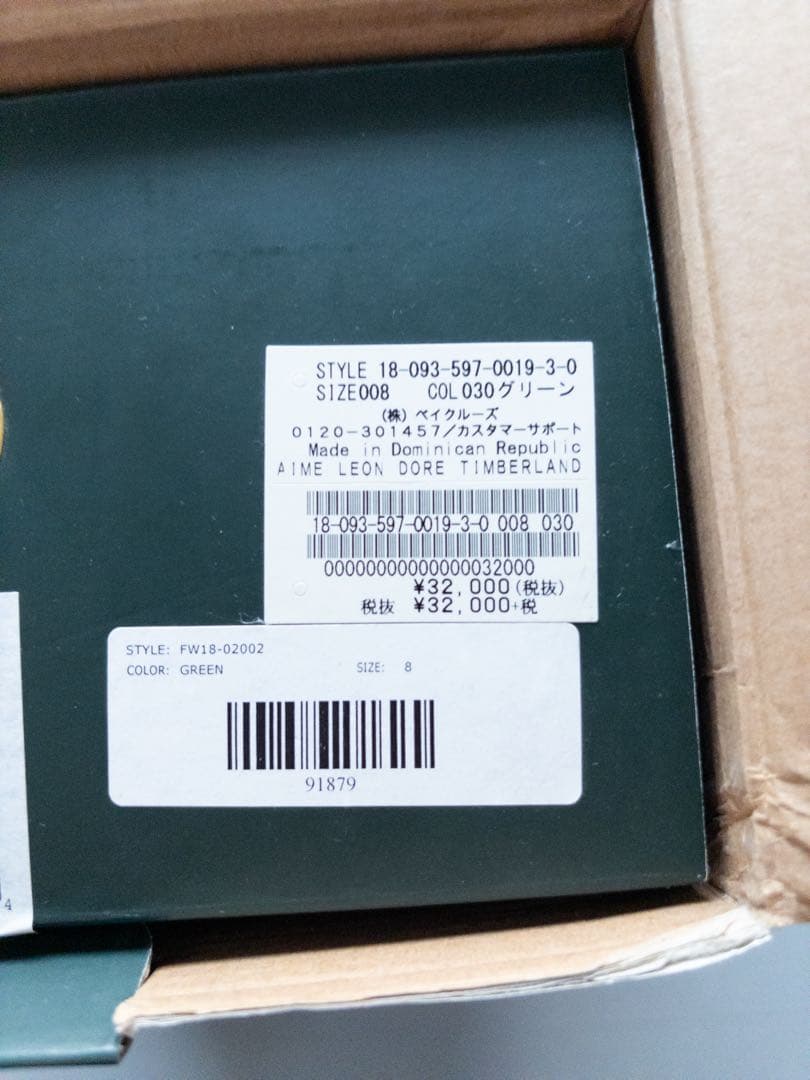 STYLE 18-093-597-0019-3-0
SIZE008 COL030グリーン
(株) ベイクルーズ
0120-301457/カスタマーサポート
Made in Dominican Republic
AIME LEON DORE TIMBERLAND
18-093-597-0019-3-0 008 030
00000000000000032000
¥32,000(税抜)
税抜 ¥32,000+税
STYLE: FW18-02002
COLOR: GREEN SIZE: 8
91879
4